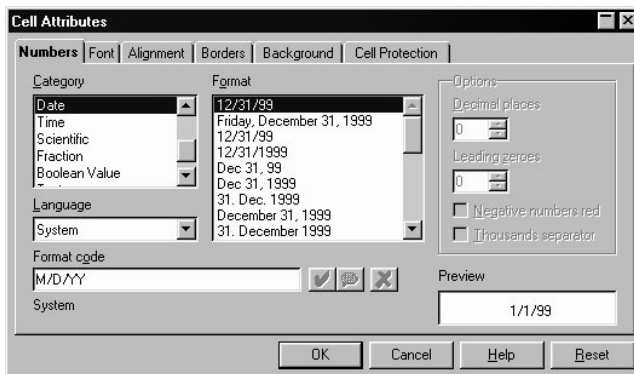 Cell Attributes
Numbers Font Alignment Borders Background Cell Protection
Category
Date
Time
Scientific
Fraction
Boolean Value
Language
System
Format
12/31/99
Friday, December 31, 1999
12/31/99
12/31/1999
Dec 31, 99
Dec 31, 1999
31. Dec. 1999
December 31, 1999
31. December 1999
Options
Decimal places
0
Leading zeroes
0
Negative numbers red
Thousands separator
Format code
M/D/YY
System
Preview
1/1/99
OK Cancel Help Reset